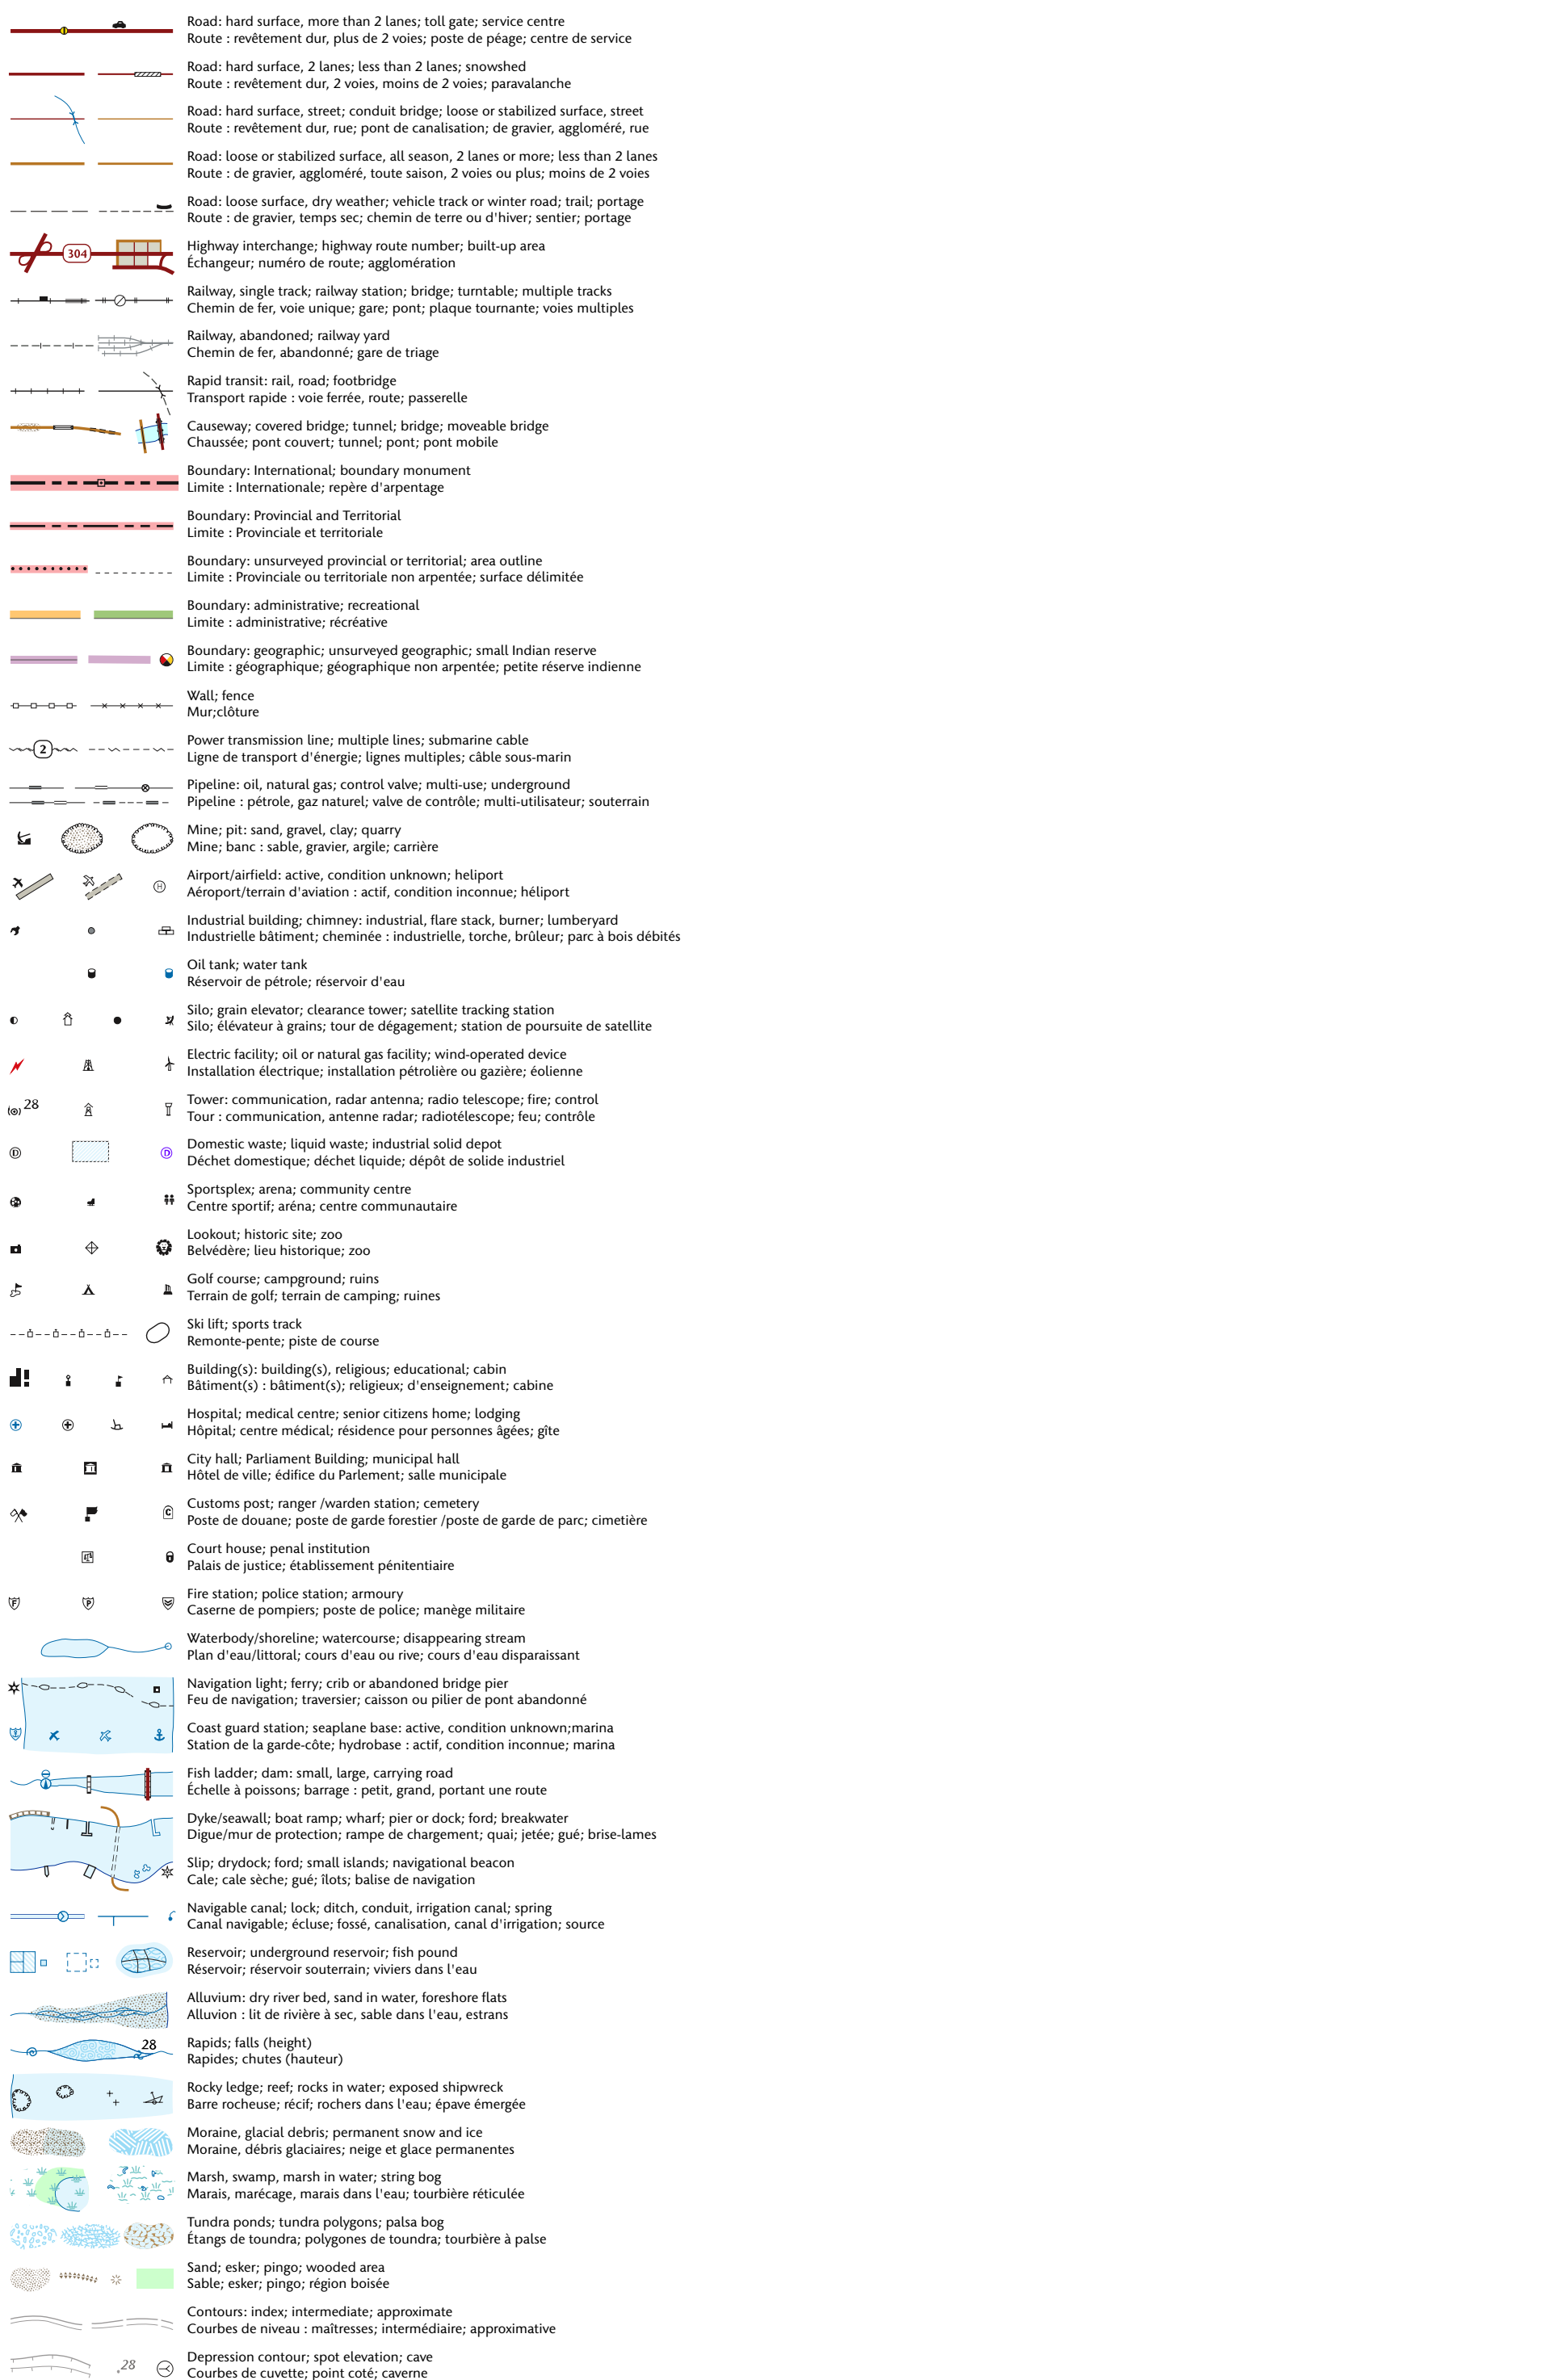 Road: hard surface, more than 2 lanes; toll gate; service centre
Route : revêtement dur, plus de 2 voies; poste de péage; centre de service
Road: hard surface, 2 lanes; less than 2 lanes; snowshed
Route : revêtement dur, 2 voies, moins de 2 voies; paravalanche
Road: hard surface, street; conduit bridge; loose or stabilized surface, street
Route : revêtement dur, rue; pont de canalisation; de gravier, aggloméré, rue
Road: loose or stabilized surface, all season, 2 lanes or more; less than 2 lanes
Route : de gravier, aggloméré, toute saison, 2 voies ou plus; moins de 2 voies
Road: loose surface, dry weather; vehicle track or winter road; trail; portage
Route : de gravier, temps sec; chemin de terre ou d'hiver; sentier; portage
304
Highway interchange; highway route number; built-up area
Échangeur; numéro de route; agglomération
Railway, single track; railway station; bridge; turntable; multiple tracks
Chemin de fer, voie unique; gare; pont; plaque tournante; voies multiples
Railway, abandoned; railway yard
Chemin de fer, abandonné; gare de triage
Rapid transit: rail, road; footbridge
Transport rapide : voie ferrée, route; passerelle
Causeway; covered bridge; tunnel; bridge; moveable bridge
Chaussée; pont couvert; tunnel; pont; pont mobile
Boundary: International; boundary monument
Limite : Internationale; repère d'arpentage
Boundary: Provincial and Territorial
Limite : Provinciale et territoriale
Boundary: unsurveyed provincial or territorial; area outline
Limite : Provinciale ou territoriale non arpentée; surface délimitée
Boundary: administrative; recreational
Limite : administrative; récréative
Boundary: geographic; unsurveyed geographic; small Indian reserve
Limite : géographique; géographique non arpentée; petite réserve indienne
Wall; fence
Mur;clôture
2
Power transmission line; multiple lines; submarine cable
Ligne de transport d'énergie; lignes multiples; câble sous-marin
Pipeline: oil, natural gas; control valve; multi-use; underground
Pipeline : pétrole, gaz naturel; valve de contrôle; multi-utilisateur; souterrain
Mine; pit: sand, gravel, clay; quarry
Mine; banc : sable, gravier, argile; carrière
H
Airport/airfield: active, condition unknown; heliport
Aéroport/terrain d'aviation : actif, condition inconnue; héliport
Industrial building; chimney: industrial, flare stack, burner; lumberyard
Industrielle bâtiment; cheminée : industrielle, torche, brûleur; parc à bois débités
Oil tank; water tank
Réservoir de pétrole; réservoir d'eau
Silo; grain elevator; clearance tower; satellite tracking station
Silo; élévateur à grains; tour de dégagement; station de poursuite de satellite
Electric facility; oil or natural gas facility; wind-operated device
Installation électrique; installation pétrolière ou gazière; éolienne
28
Tower: communication, radar antenna; radio telescope; fire; control
Tour : communication, antenne radar; radiotélescope; feu; contrôle
D D
Domestic waste; liquid waste; industrial solid depot
Déchet domestique; déchet liquide; dépôt de solide industriel
Sportsplex; arena; community centre
Centre sportif; aréna; centre communautaire
Lookout; historic site; zoo
Belvédère; lieu historique; zoo
Golf course; campground; ruins
Terrain de golf; terrain de camping; ruines
Ski lift; sports track
Remonte-pente; piste de course
Building(s): building(s), religious; educational; cabin
Bâtiment(s) : bâtiment(s); religieux; d'enseignement; cabine
Hospital; medical centre; senior citizens home; lodging
Hôpital; centre médical; résidence pour personnes âgées; gîte
City hall; Parliament Building; municipal hall
Hôtel de ville; édifice du Parlement; salle municipale
C
Customs post; ranger /warden station; cemetery
Poste de douane; poste de garde forestier /poste de garde de parc; cimetière
Court house; penal institution
Palais de justice; établissement pénitentiaire
F P
Fire station; police station; armoury
Caserne de pompiers; poste de police; manège militaire
Waterbody/shoreline; watercourse; disappearing stream
Plan d'eau/littoral; cours d'eau ou rive; cours d'eau disparaissant
Navigation light; ferry; crib or abandoned bridge pier
Feu de navigation; traversier; caisson ou pilier de pont abandonné
Coast guard station; seaplane base: active, condition unknown;marina
Station de la garde-côte; hydrobase : actif, condition inconnue; marina
Fish ladder; dam: small, large, carrying road
Échelle à poissons; barrage : petit, grand, portant une route
Dyke/seawall; boat ramp; wharf; pier or dock; ford; breakwater
Digue/mur de protection; rampe de chargement; quai; jetée; gué; brise-lames
Slip; drydock; ford; small islands; navigational beacon
Cale; cale sèche; gué; îlots; balise de navigation
Navigable canal; lock; ditch, conduit, irrigation canal; spring
Canal navigable; écluse; fossé, canalisation, canal d'irrigation; source
Reservoir; underground reservoir; fish pound
Réservoir; réservoir souterrain; viviers dans l'eau
Alluvium: dry river bed, sand in water, foreshore flats
Alluvion : lit de rivière à sec, sable dans l'eau, estrans
28
Rapids; falls (height)
Rapides; chutes (hauteur)
Rocky ledge; reef; rocks in water; exposed shipwreck
Barre rocheuse; récif; rochers dans l'eau; épave émergée
Moraine, glacial debris; permanent snow and ice
Moraine, débris glaciaires; neige et glace permanentes
Marsh, swamp, marsh in water; string bog
Marais, marécage, marais dans l'eau; tourbière réticulée
Tundra ponds; tundra polygons; palsa bog
Étangs de toundra; polygones de toundra; tourbière à palse
Sand; esker; pingo; wooded area
Sable; esker; pingo; région boisée
Contours: index; intermediate; approximate
Courbes de niveau : maîtresses; intermédiaire; approximative
.28
Depression contour; spot elevation; cave
Courbes de cuvette; point coté; caverne